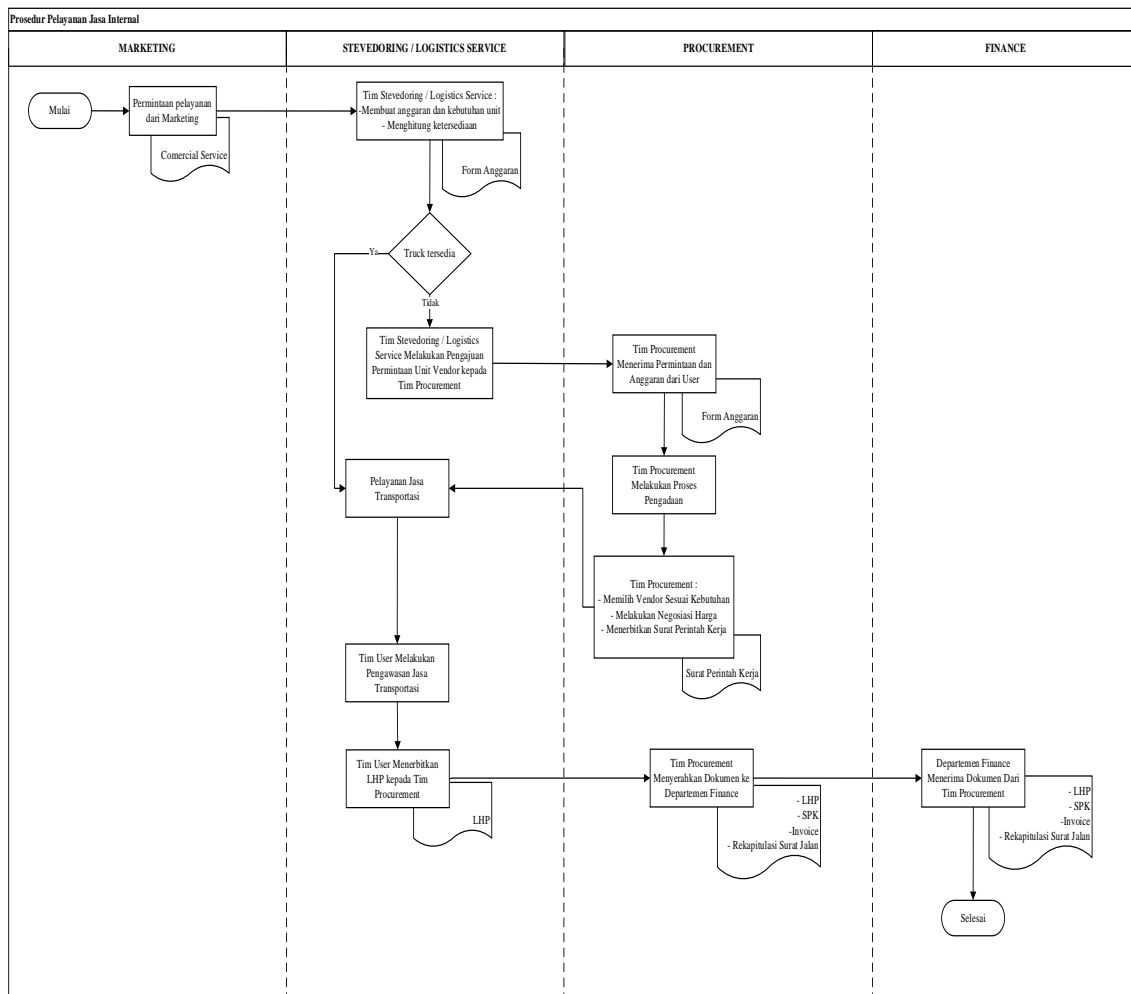 Prosedur Pelayanan Jasa Internal
MARKETING
STEVEDORING / LOGISTICS SERVICE
PROCUREMENT
FINANCE
Mulai
Permintaan pelayanan
dari Marketing
Comercial Service
Tim Stevedoring / Logistics Service :
-Membuat anggaran dan kebutuhan unit
- Menghitung ketersediaan
Form Anggaran
Truck tersedia
Ya
Tidak
Tim Stevedoring / Logistics
Service Melakukan Pengajuan
Permintaan Unit Vendor kepada
Tim Procurement
Tim Procurement
Menerima Permintaan dan
Anggaran dari User
Form Anggaran
Tim Procurement
Melakukan Proses
Pengadaan
Pelayanan Jasa
Transportasi
Tim Procurement :
- Memilih Vendor Sesuai Kebutuhan
- Melakukan Negosiasi Harga
- Menerbitkan Surat Perintah Kerja
Surat Perintah Kerja
Tim User Melakukan
Pengawasan Jasa
Transportasi
Tim User Menerbitkan
LHP kepada Tim
Procurement
LHP
Tim Procurement
Menyerahkan Dokumen ke
Departemen Finance
- LHP
- SPK
-Invoice
- Rekapitulasi Surat Jalan
Departemen Finance
Menerima Dokumen Dari
Tim Procurement
- LHP
- SPK
-Invoice
- Rekapitulasi Surat Jalan
Selesai